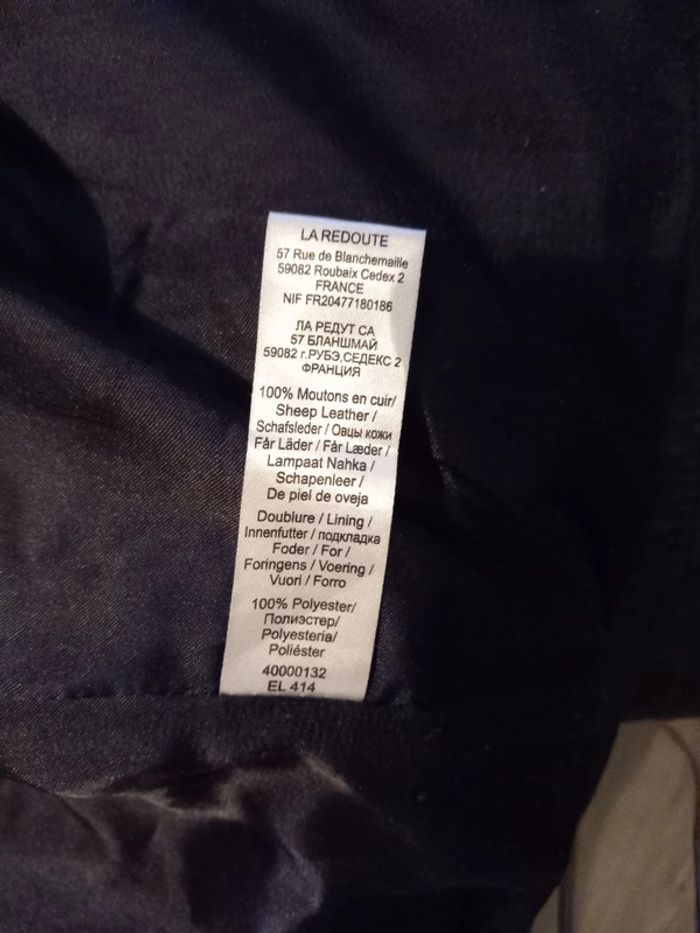 LA REDOUTE
57 Rue de Blanchemaille
59082 Roubaix Cedex 2
FRANCE
NIF FR20477180186
ЛА РЕДУТ СА
57 БЛАНШМАЙ
59082 г.РУБЭ,СЕДЕКС 2
ФРАНЦИЯ
100% Moutons en cuir/
Sheep Leather /
Schafsleder / Овцы кожи
Får Läder / Får Læder /
Lampaat Nahka /
Schapenleer /
De piel de oveja
Doublure / Lining /
Innenfutter / подкладка
Foder / For /
Foringens / Voering /
Vuori / Forro
100% Polyester/
Полиэстер/
Polyesteria/
Poliéster
40000132
EL 414